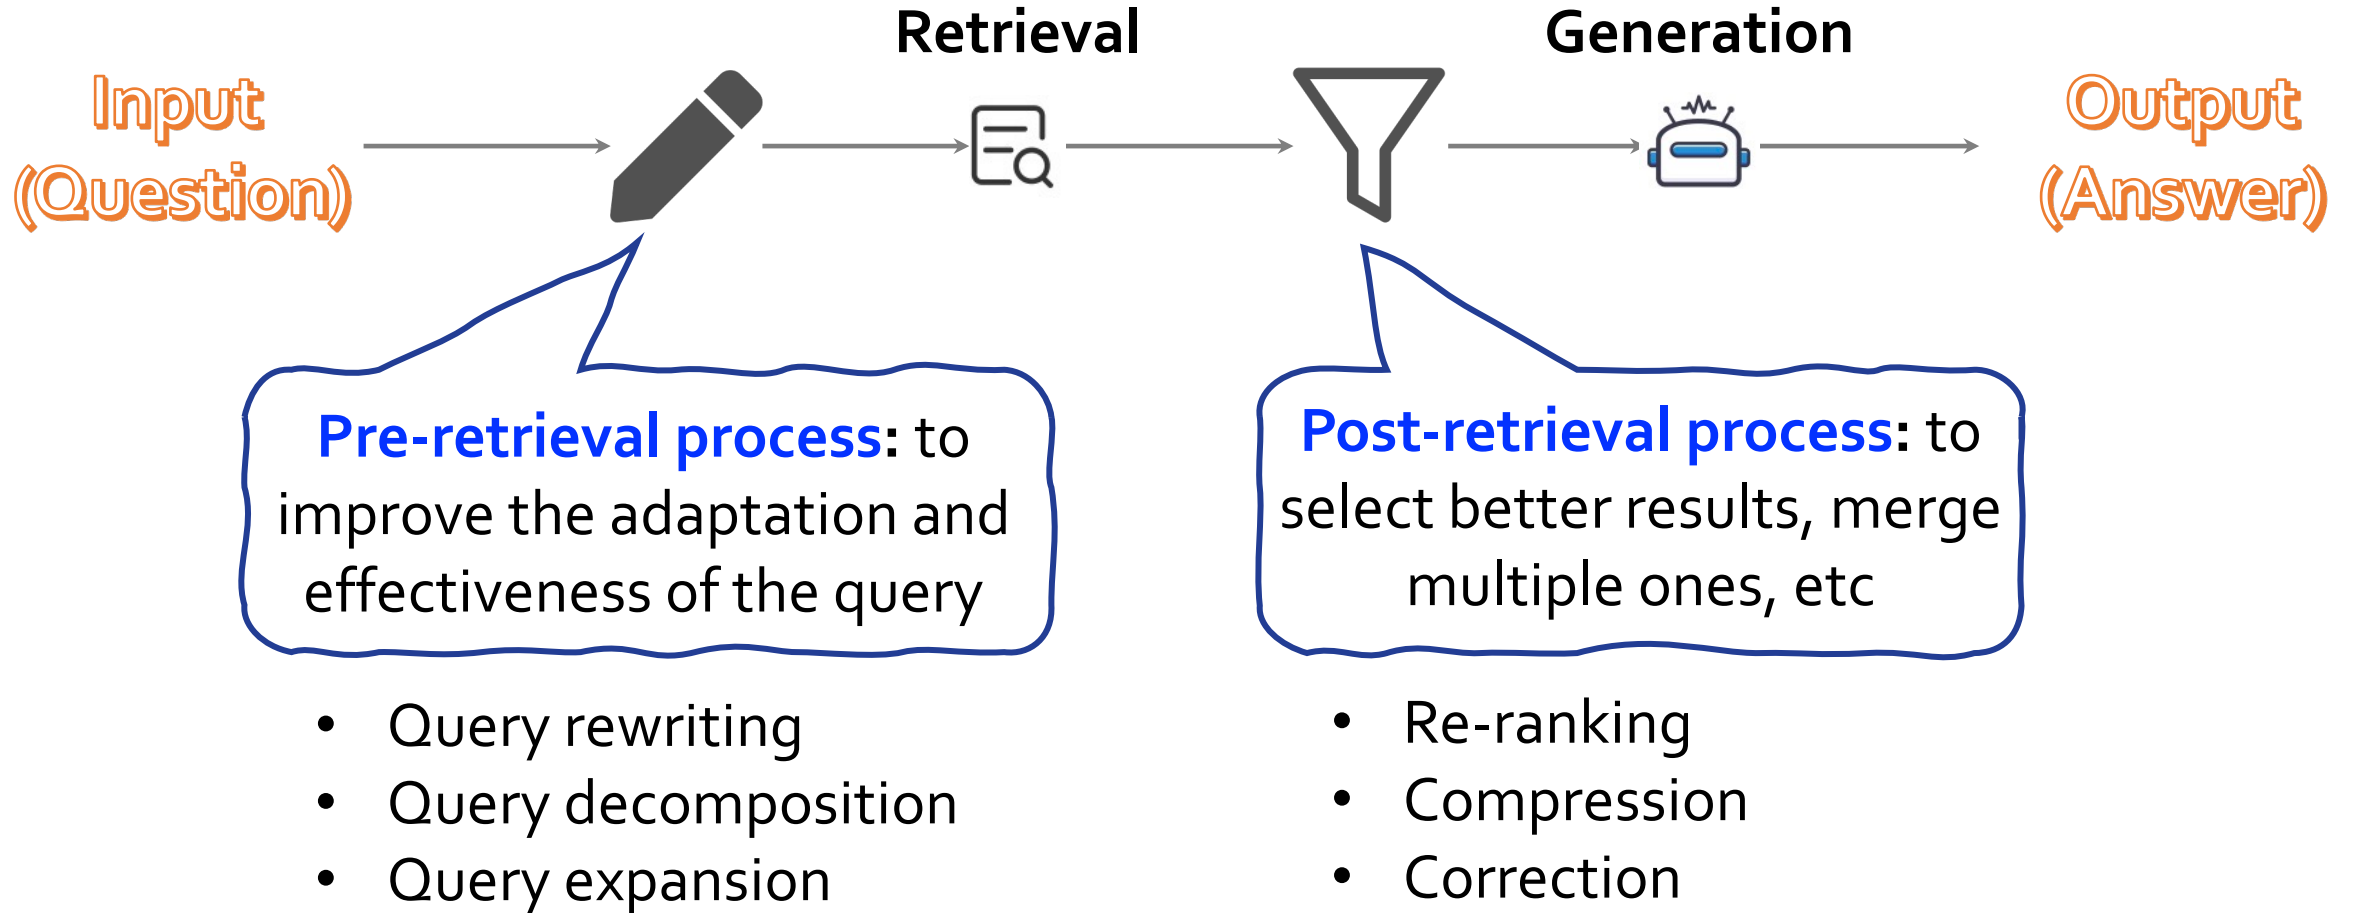 Retrieval
Generation
Input
(Question)
Output
(Answer)
Pre-retrieval process: to
improve the adaptation and
effectiveness of the query
• Query rewriting
• Query decomposition
• Query expansion
Post-retrieval process: to
select better results, merge
multiple ones, etc
• Re-ranking
• Compression
• Correction